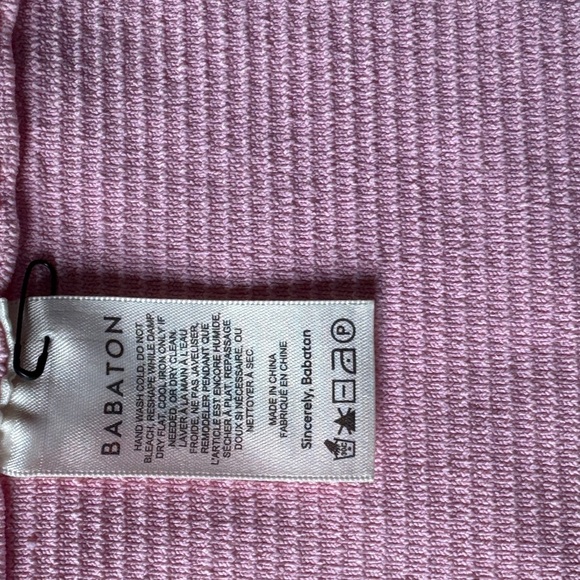 BABATON
HAND WASH COLD. DO NOT
BLEACH. RESHAPE WHILE DAMP.
DRY FLAT. COOL IRON ONLY IF
NEEDED, OR DRY CLEAN.
LAVER À LA MAIN À L'EAU
FROIDE. NE PAS JAVELLISER.
REMODELER PENDANT QUE
L'ARTICLE EST ENCORE HUMIDE.
SÉCHER À PLAT. REPASSAGE
DOUX SI NÉCESSAIRE, OU
NETTOYER À SEC.
MADE IN CHINA
FABRIQUÉ EN CHINE
Sincerely, Babaton
P